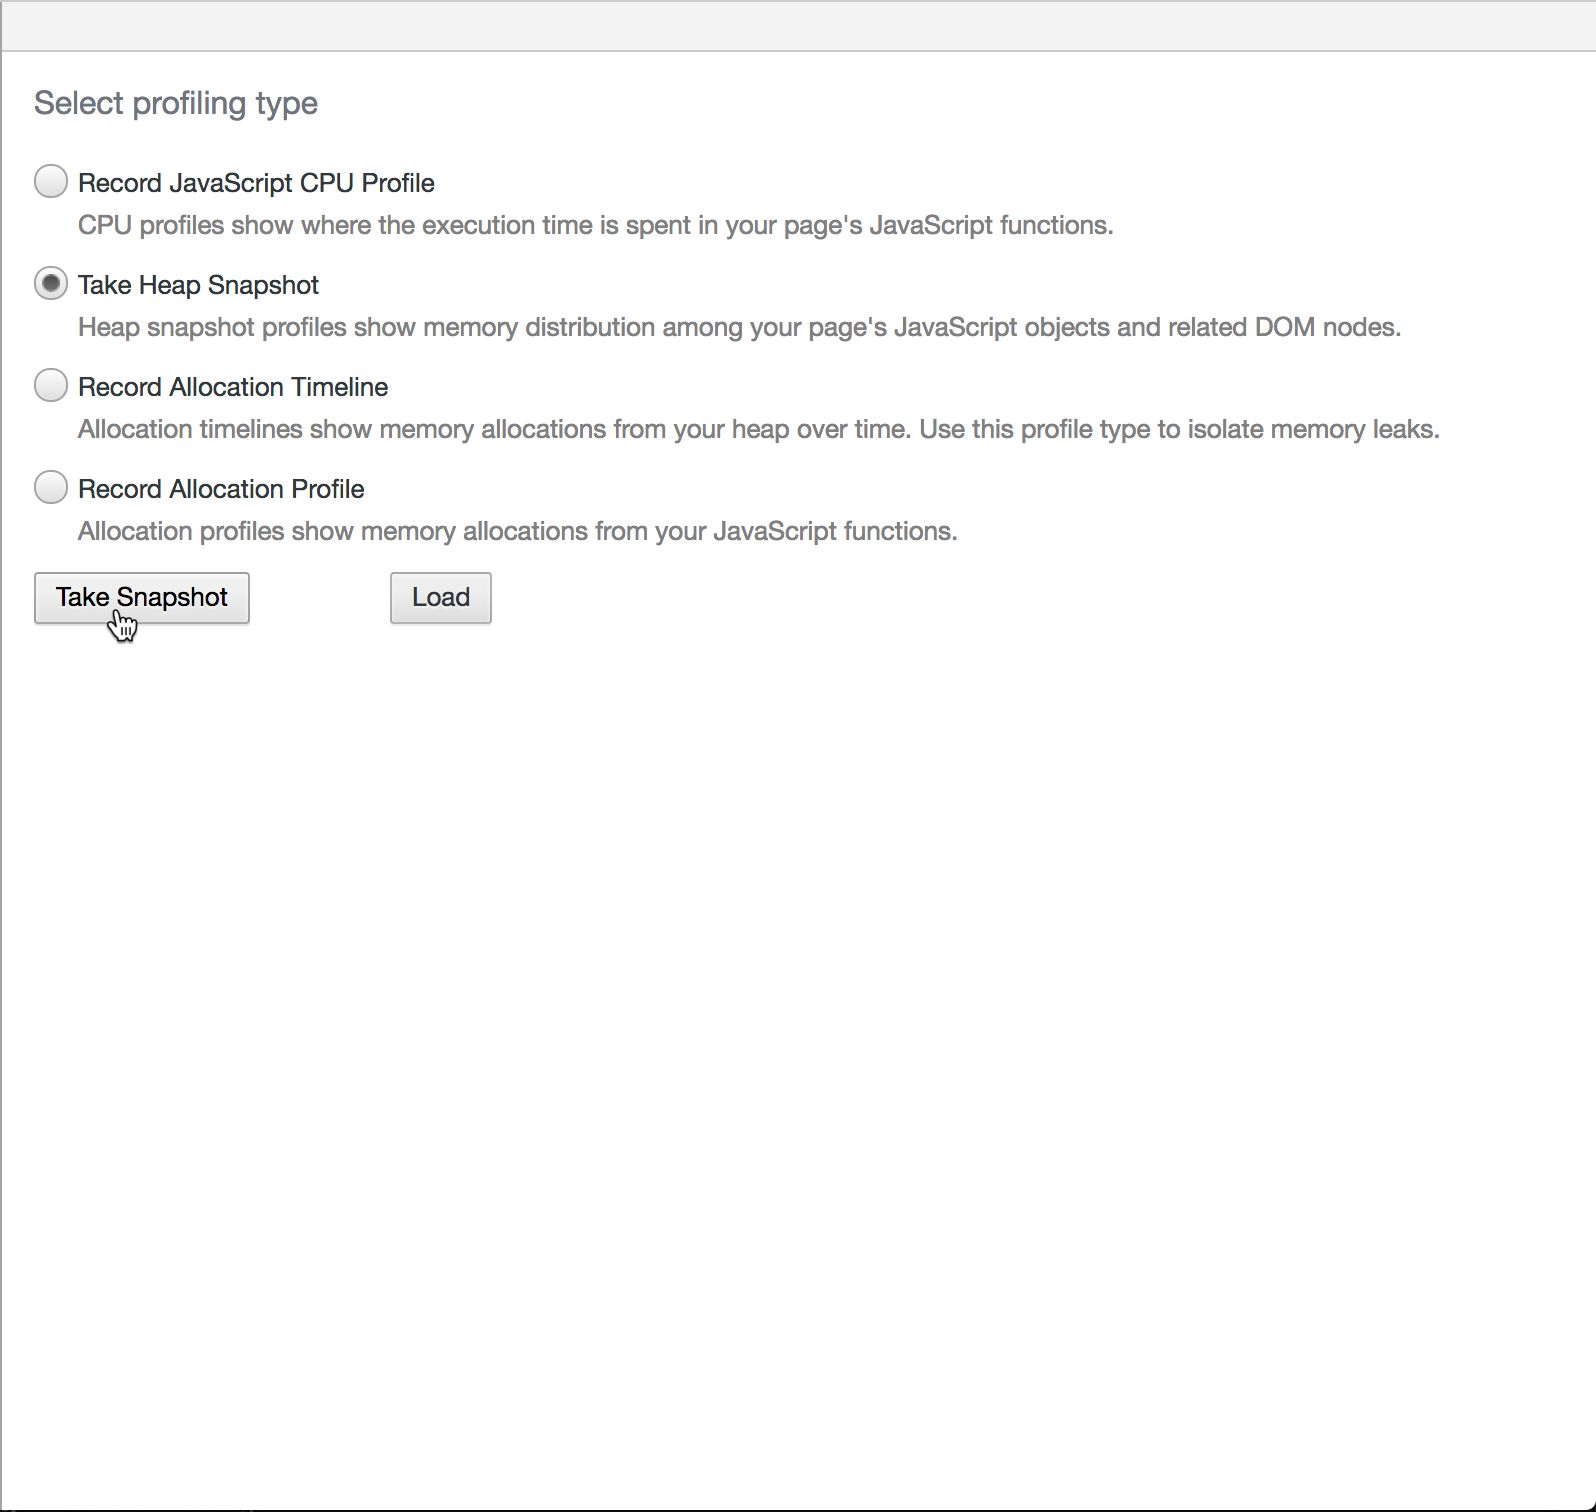 Select profiling type
Record JavaScript CPU Profile
CPU profiles show where the execution time is spent in your page's JavaScript functions.
Take Heap Snapshot
Heap snapshot profiles show memory distribution among your page's JavaScript objects and related DOM nodes.
Record Allocation Timeline
Allocation timelines show memory allocations from your heap over time. Use this profile type to isolate memory leaks.
Record Allocation Profile
Allocation profiles show memory allocations from your JavaScript functions.
Take Snapshot Load